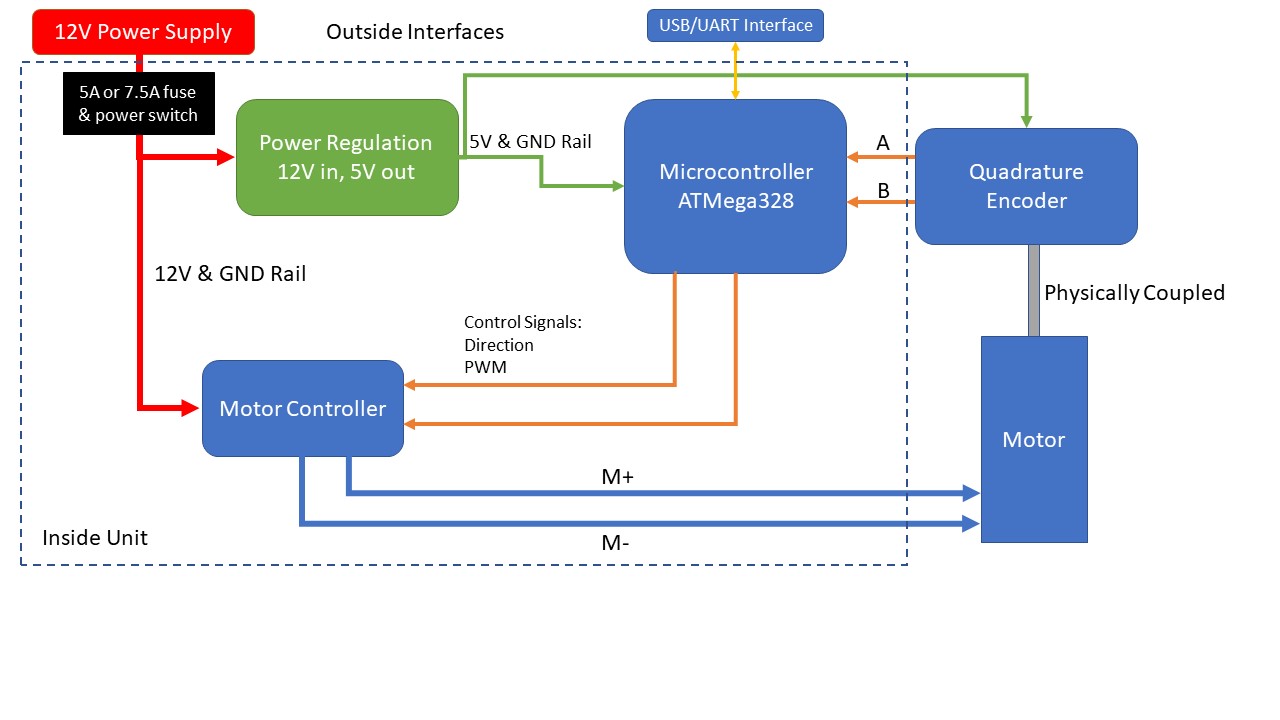 12V Power Supply
Outside Interfaces
USB/UART Interface
5A or 7.5A fuse
& power switch
Power Regulation
12V in, 5V out
5V & GND Rail
Microcontroller
ATMega328
A
B
Quadrature
Encoder
12V & GND Rail
Physically Coupled
Control Signals:
Direction
PWM
Motor Controller
Motor
M+
M-
Inside Unit